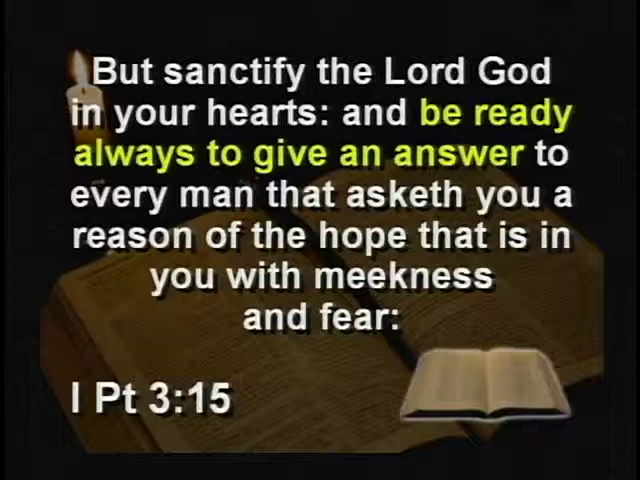 But sanctify the Lord God
in your hearts: and be ready
always to give an answer to
every man that asketh you a
reason of the hope that is in
you with meekness
and fear:
I Pt 3:15